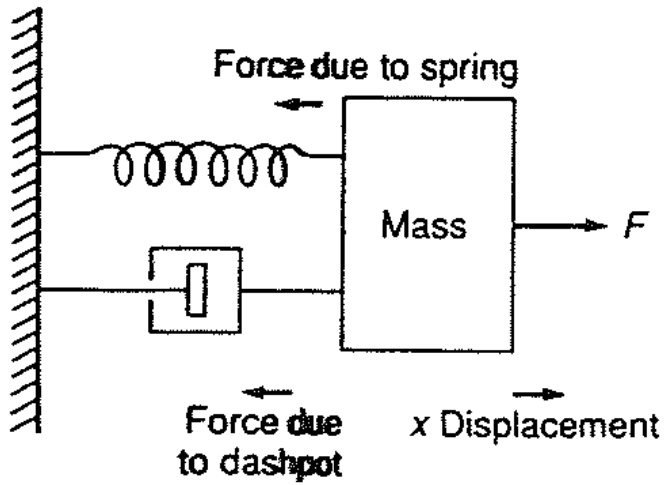 Force due to spring
Mass
F
Force due
to dashpot
x Displacement